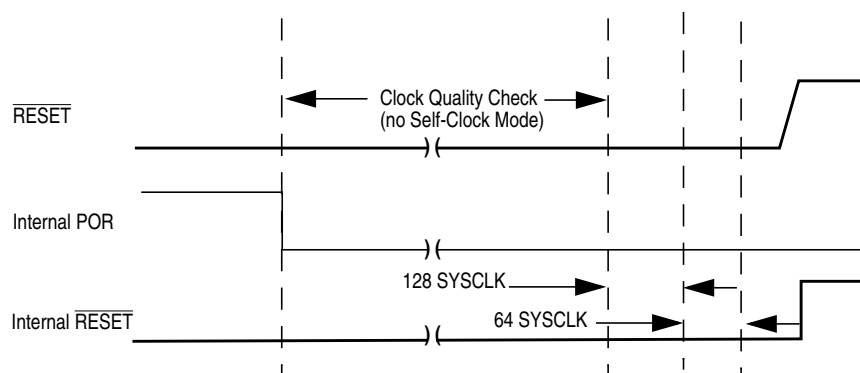 Clock Quality Check
(no Self-Clock Mode)
RESET
)(
Internal POR
)(
128 SYSCLK
Internal RESET
64 SYSCLK
)(